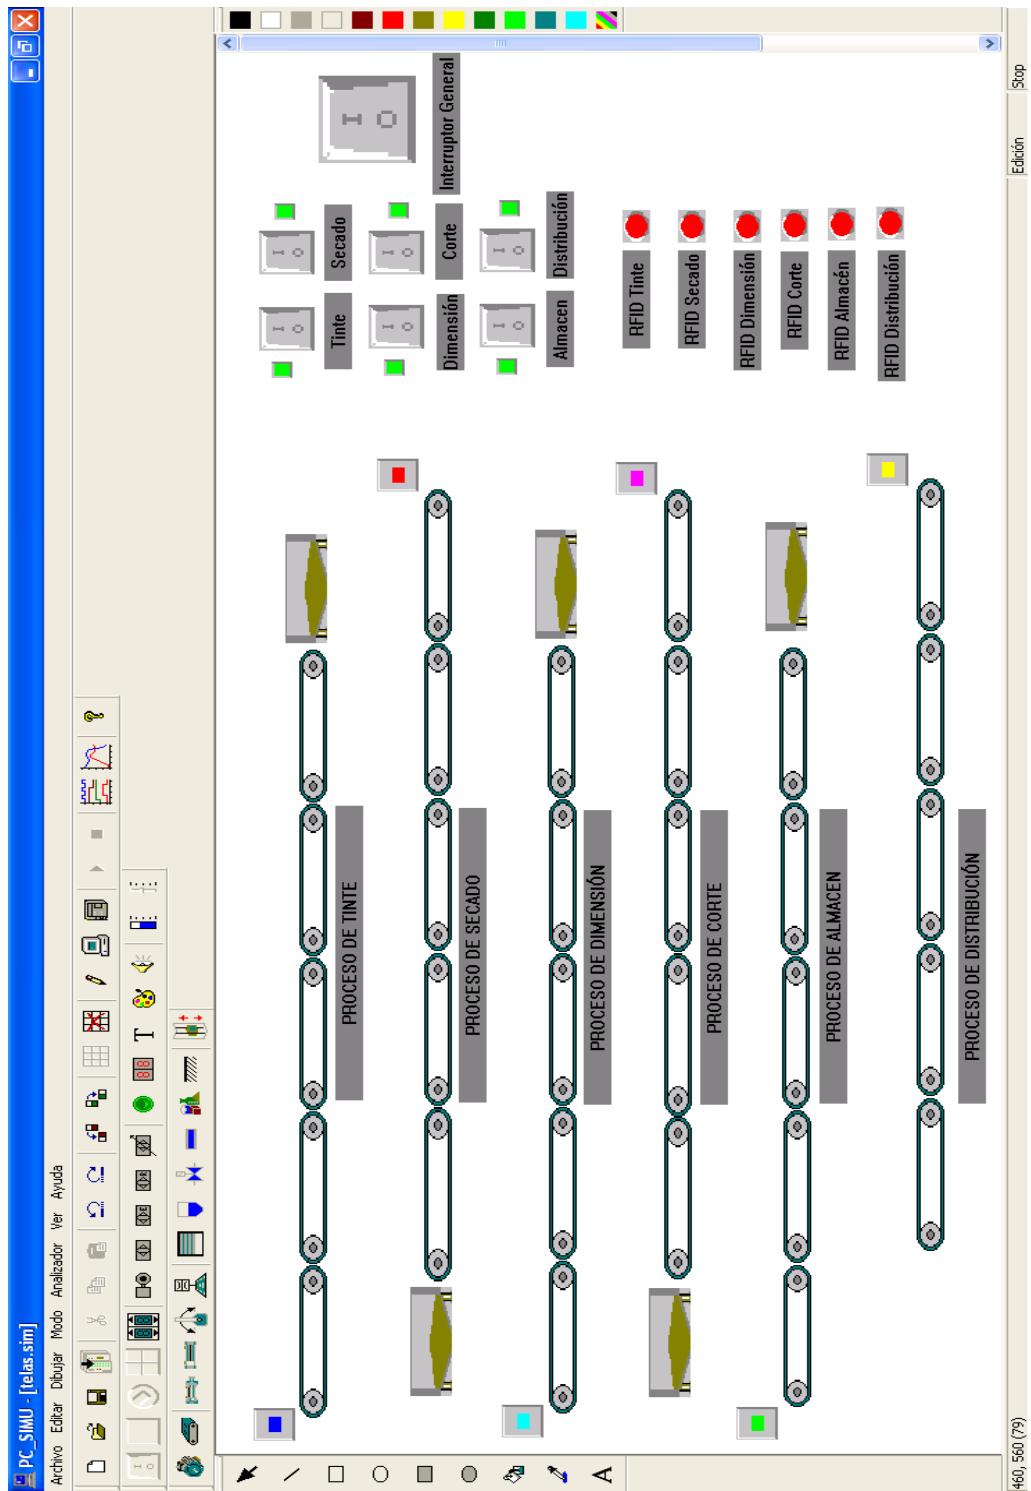 PC_SIMU - [telas.sim]
Archivo Editar Dibujar Modo Analizador Ver Ayuda
T
A
PROCESO DE TINTE
PROCESO DE SECADO
PROCESO DE DIMENSIÓN
PROCESO DE CORTE
PROCESO DE ALMACEN
PROCESO DE DISTRIBUCIÓN
Tinte
Secado
Dimensión
Corte
Almacen
Distribución
Interruptor General
RFID Tinte
RFID Secado
RFID Dimensión
RFID Corte
RFID Almacén
RFID Distribución
460, 560 (79)
Edición
Stop